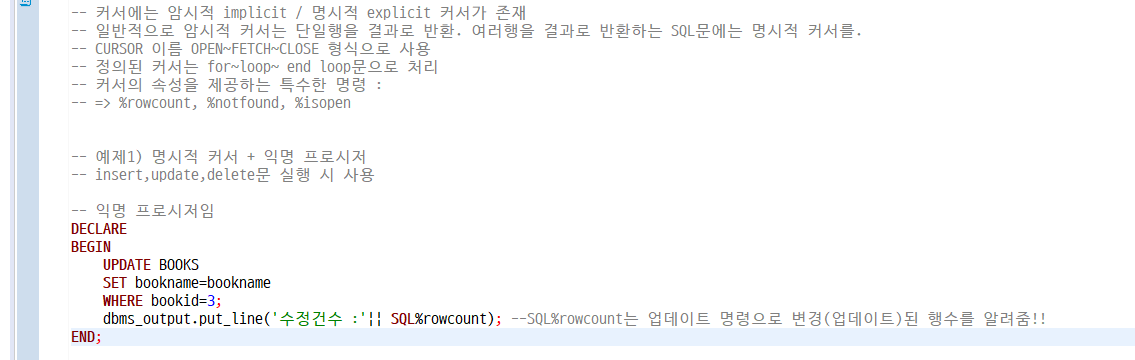 -- 커서에는 암시적 implicit / 명시적 explicit 커서가 존재
-- 일반적으로 암시적 커서는 단일행을 결과로 반환. 여러행을 결과로 반환하는 SQL문에는 명시적 커서를.
-- CURSOR 이름 OPEN~FETCH~CLOSE 형식으로 사용
-- 정의된 커서는 for~loop~ end loop문으로 처리
-- 커서의 속성을 제공하는 특수한 명령 :
-- => %rowcount, %notfound, %isopen
-- 예제1) 명시적 커서 + 익명 프로시저
-- insert,update,delete문 실행 시 사용
-- 익명 프로시저임
DECLARE
BEGIN
    UPDATE BOOKS
    SET bookname=bookname
    WHERE bookid=3;
    dbms_output.put_line('수정건수 :'|| SQL%rowcount); --SQL%rowcount는 업데이트 명령으로 변경(업데이트)된 행수를 알려줌!!
END;